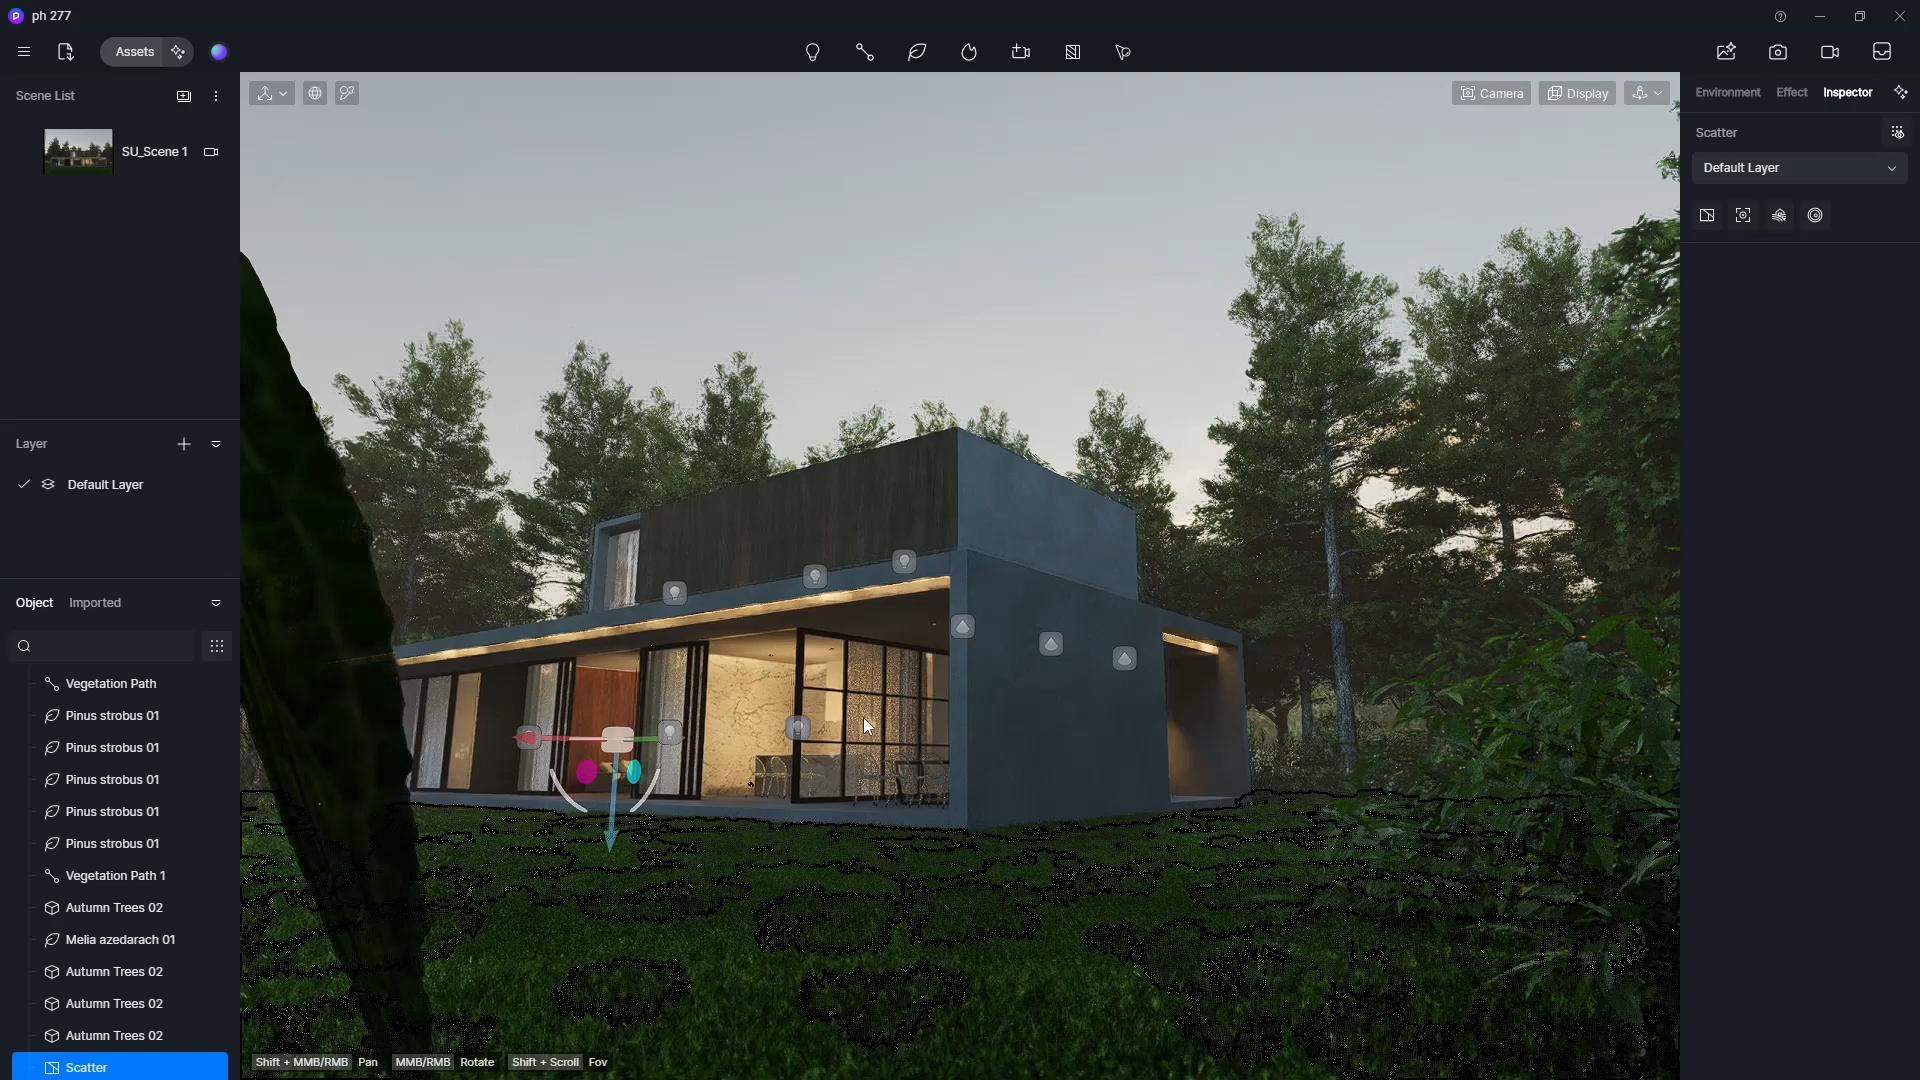 ph 277
Assets
Scene List
SU_Scene 1
Layer
Default Layer
Object Imported
Vegetation Path
Pinus strobus 01
Pinus strobus 01
Pinus strobus 01
Pinus strobus 01
Pinus strobus 01
Vegetation Path 1
Autumn Trees 02
Melia azedarach 01
Autumn Trees 02
Autumn Trees 02
Autumn Trees 02
Scatter
Camera Display
Shift + MMB/RMB Pan MMB/RMB Rotate Shift + Scroll Fov
Environment Effect Inspector
Scatter
Default Layer